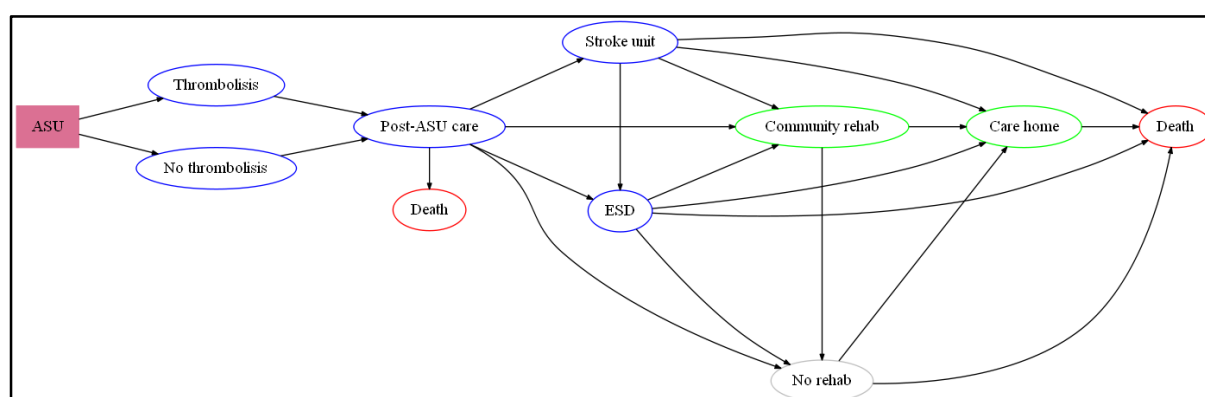 ASU
Thrombolisis
No thrombolisis
Post-ASU care
Death
Stroke unit
ESD
Community rehab
No rehab
Care home
Death